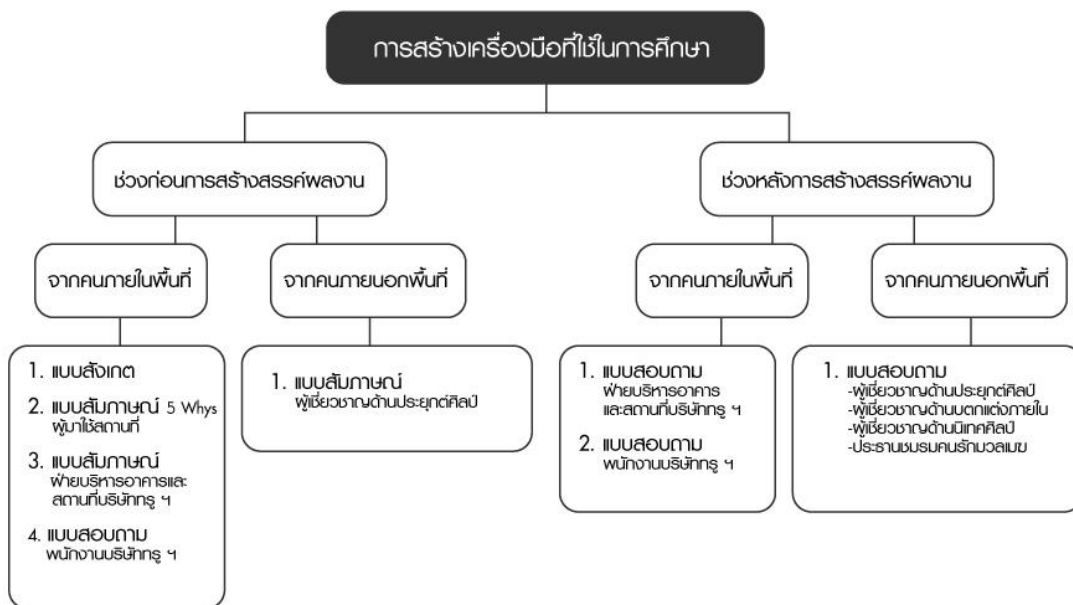 การสร้างเครื่องมือที่ใช้ในการศึกษา
ช่วงก่อนการสร้างสรรค์ผลงาน
ช่วงหลังการสร้างสรรค์ผลงาน
จากคนภายในพื้นที่
จากคนภายนอกพื้นที่
จากคนภายในพื้นที่
จากคนภายนอกพื้นที่
1. แบบสังเกต
2. แบบสัมภาษณ์ 5 Whys
ผู้มาใช้สถานที่
3. แบบสัมภาษณ์
ฝ่ายบริหารอาคารและ
สถานที่บริษัททรู ฯ
4. แบบสอบถาม
พนักงานบริษัททรู ฯ
1. แบบสัมภาษณ์
ผู้เชี่ยวชาญด้านประยุกต์ศิลป์
1. แบบสอบถาม
ฝ่ายบริหารอาคาร
และสถานที่บริษัททรู ฯ
2. แบบสอบถาม
พนักงานบริษัททรู ฯ
1. แบบสอบถาม
-ผู้เชี่ยวชาญด้านประยุกต์ศิลป์
-ผู้เชี่ยวชาญด้านบตกแต่งภายใน
-ผู้เชี่ยวชาญด้านนิเทศศิลป์
-ประธานชมรมคนรักมวลเมฆ